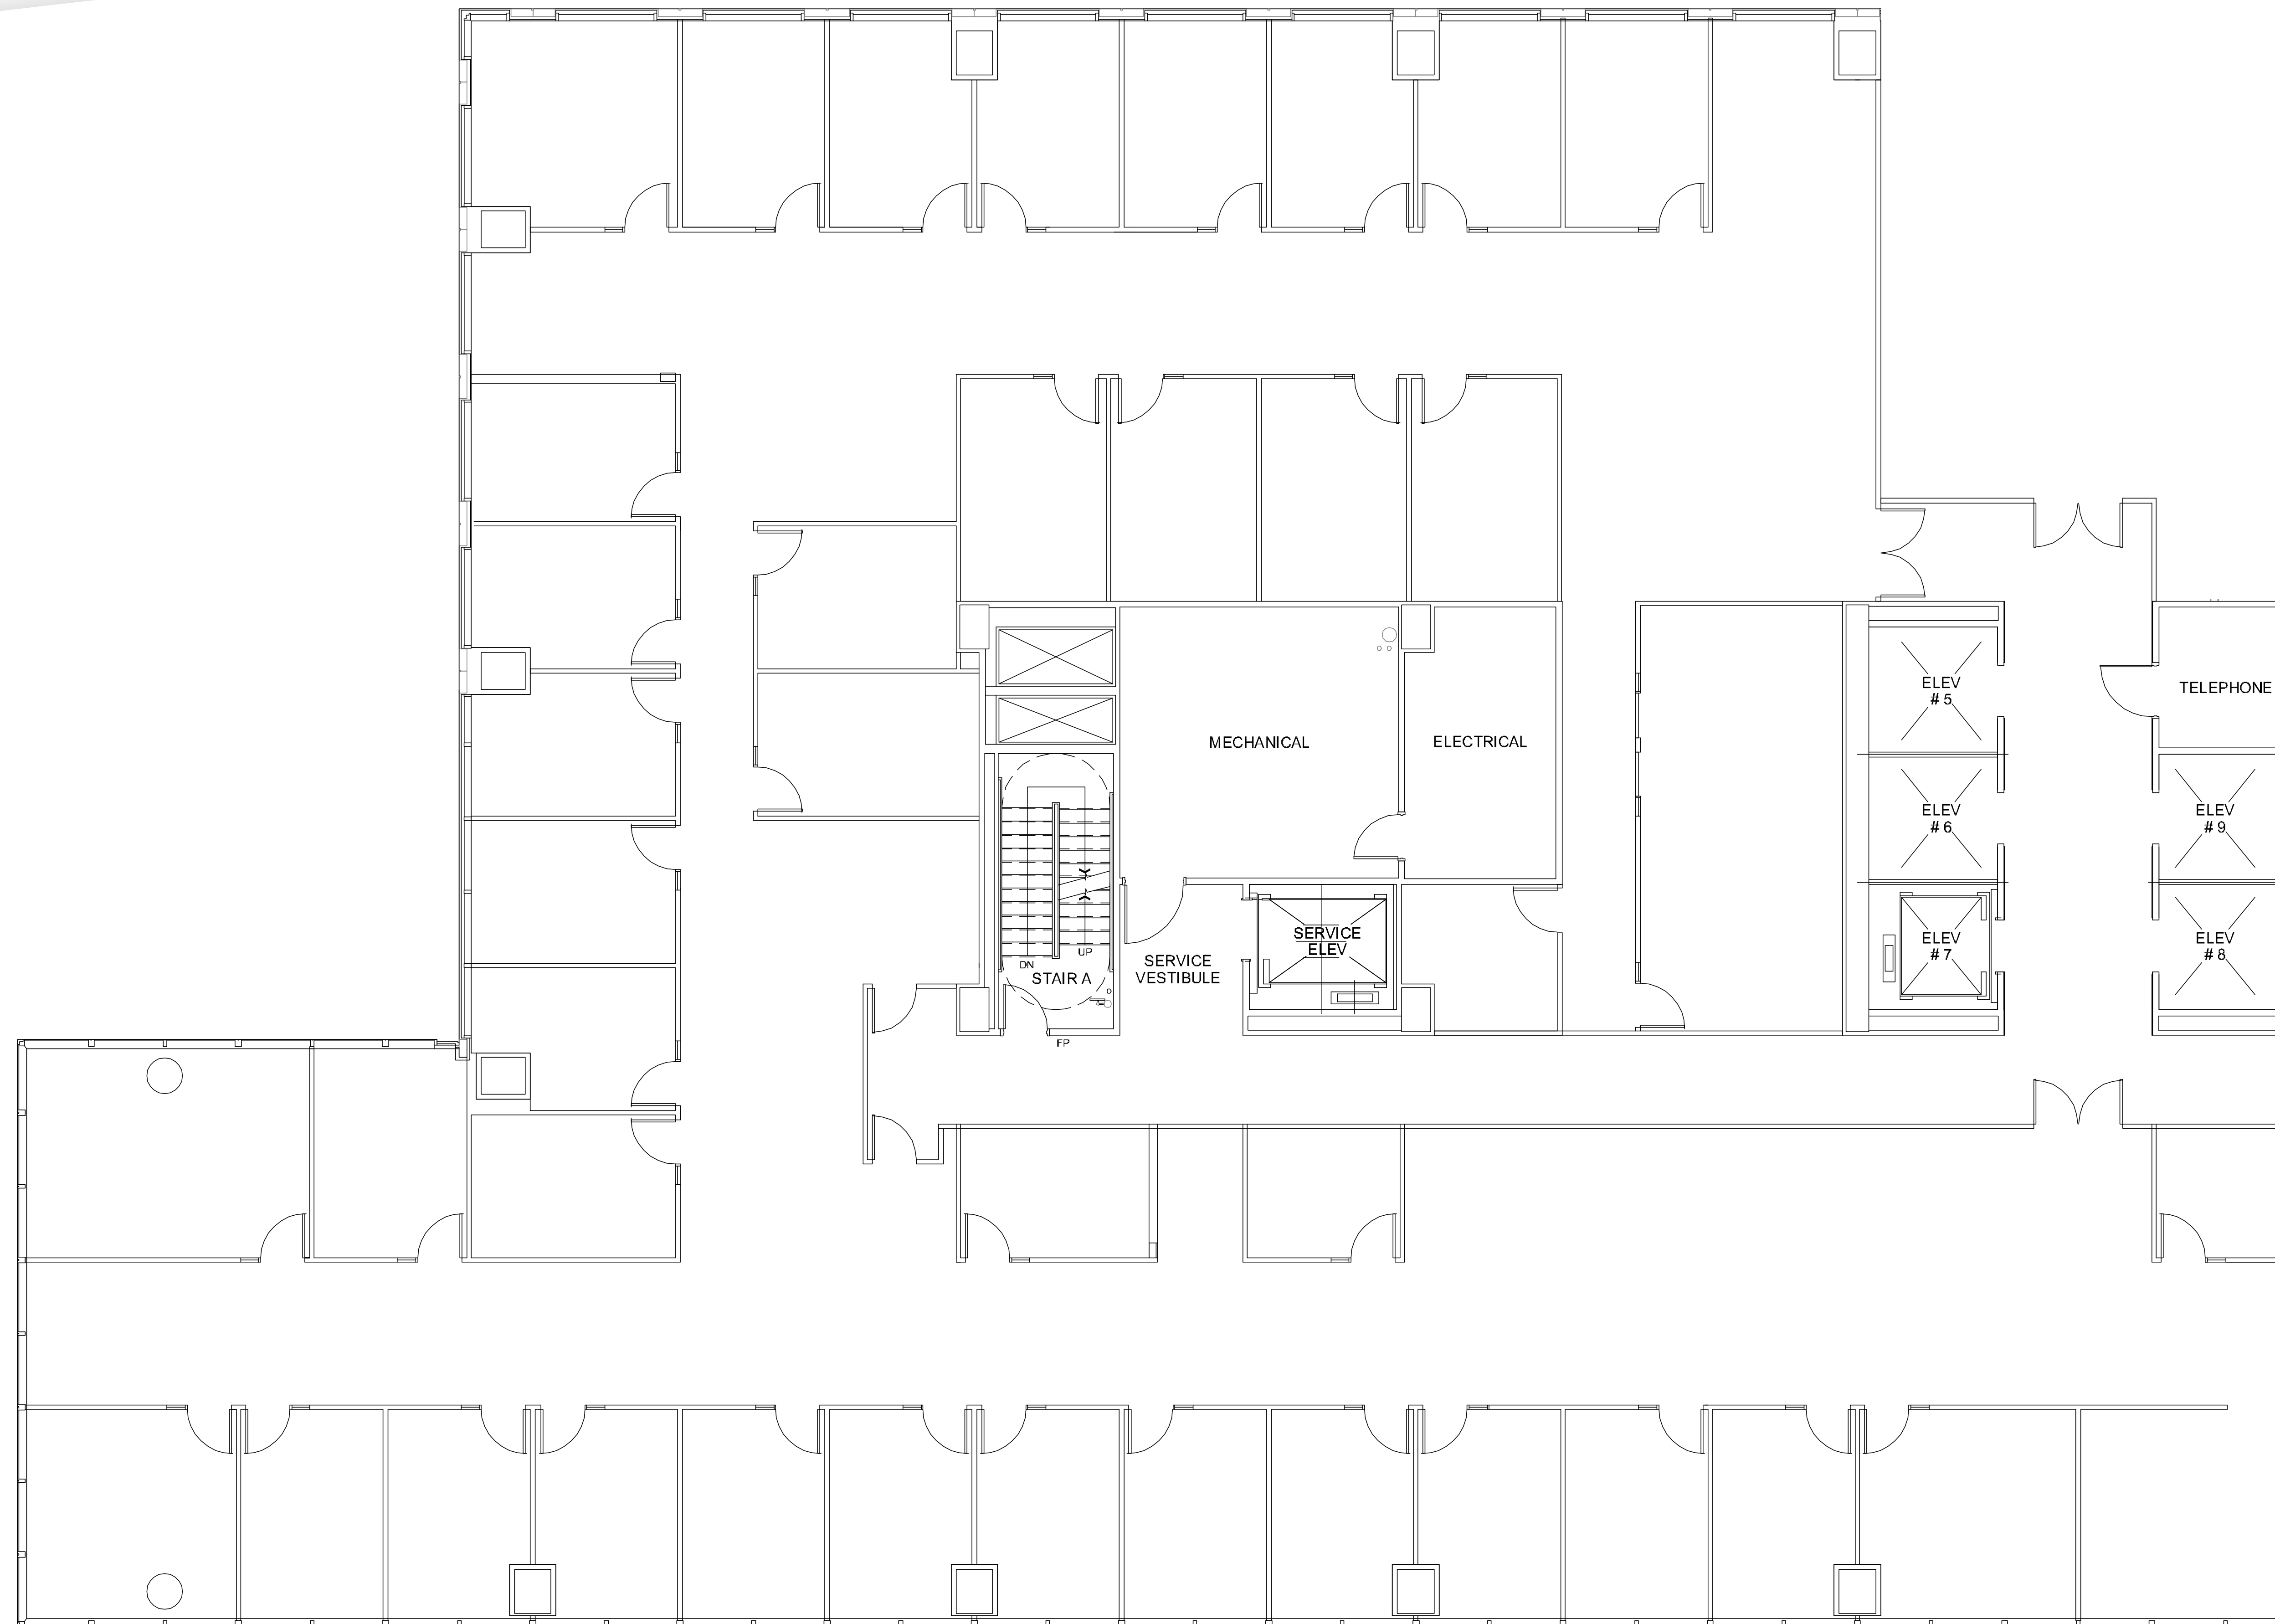 ELEV
# 5
TELEPHONE
MECHANICAL
ELECTRICAL
ELEV
# 6
ELEV
# 9
SERVICE
ELEV
ELEV
# 7
ELEV
# 8
UP
DN
STAIR A
SERVICE
VESTIBULE
FP